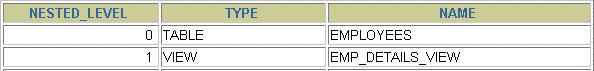 NESTED_LEVEL TYPE NAME
0 TABLE EMPLOYEES
1 VIEW EMP_DETAILS_VIEW